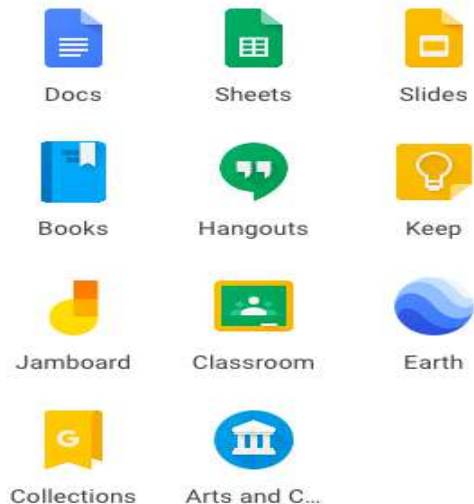 Docs Sheets Slides
Books Hangouts Keep
Jamboard Classroom Earth
G
Collections Arts and C...